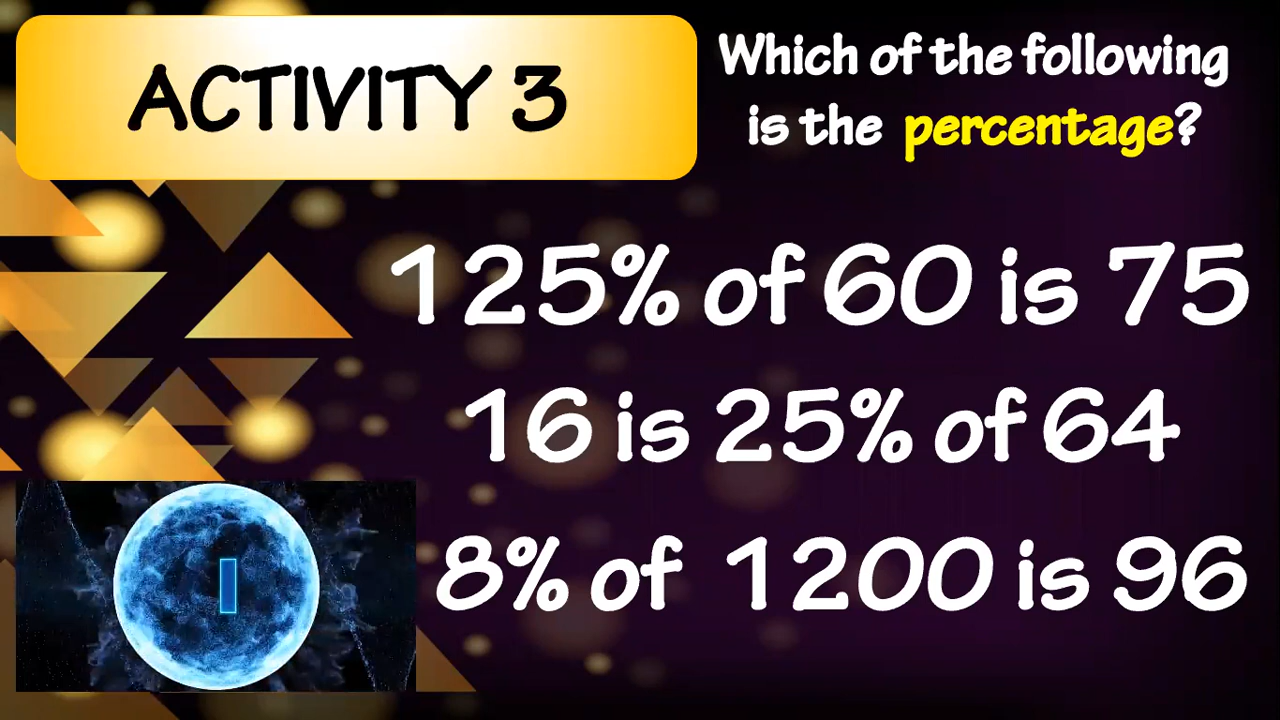 ACTIVITY 3
Which of the following
is the percentage?
125% of 60 is 75
16 is 25% of 64
8% of 1200 is 96